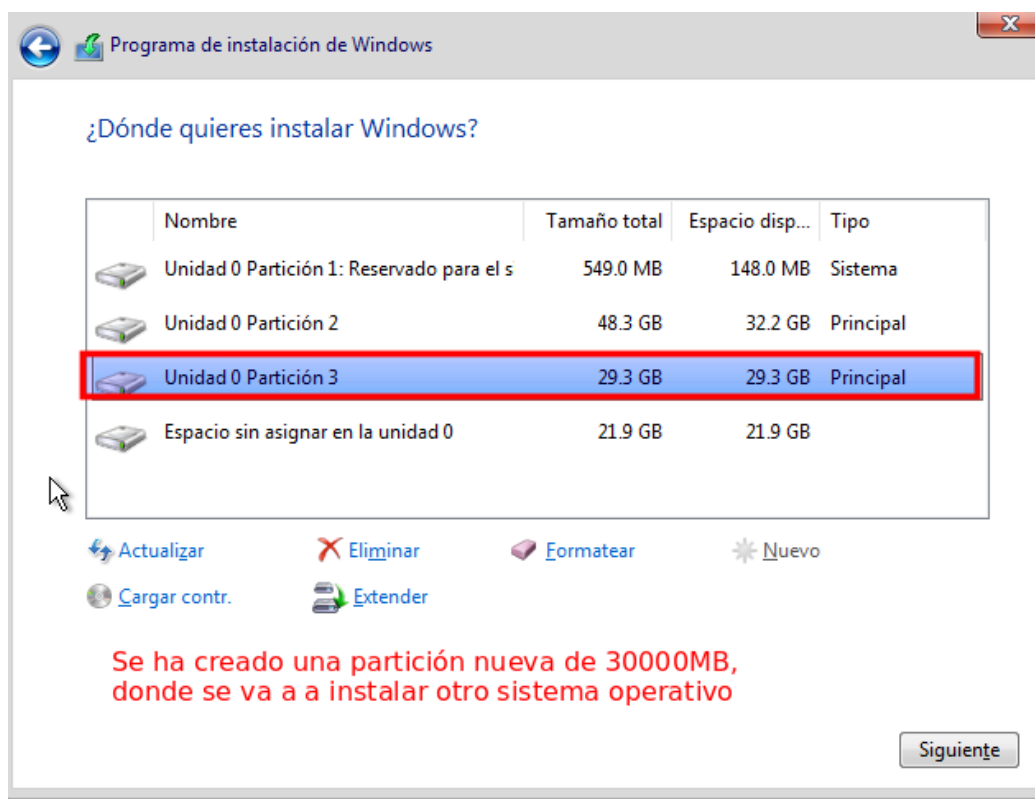 Programa de instalación de Windows
¿Dónde quieres instalar Windows?
Nombre Tamaño total Espacio disp... Tipo
Unidad 0 Partición 1: Reservado para el s 549.0 MB 148.0 MB Sistema
Unidad 0 Partición 2 48.3 GB 32.2 GB Principal
Unidad 0 Partición 3 29.3 GB 29.3 GB Principal
Espacio sin asignar en la unidad 0 21.9 GB 21.9 GB
Actualizar Eliminar Formatear Nuevo
Cargar contr. Extender
Se ha creado una partición nueva de 30000MB,
donde se va a a instalar otro sistema operativo
Siguiente